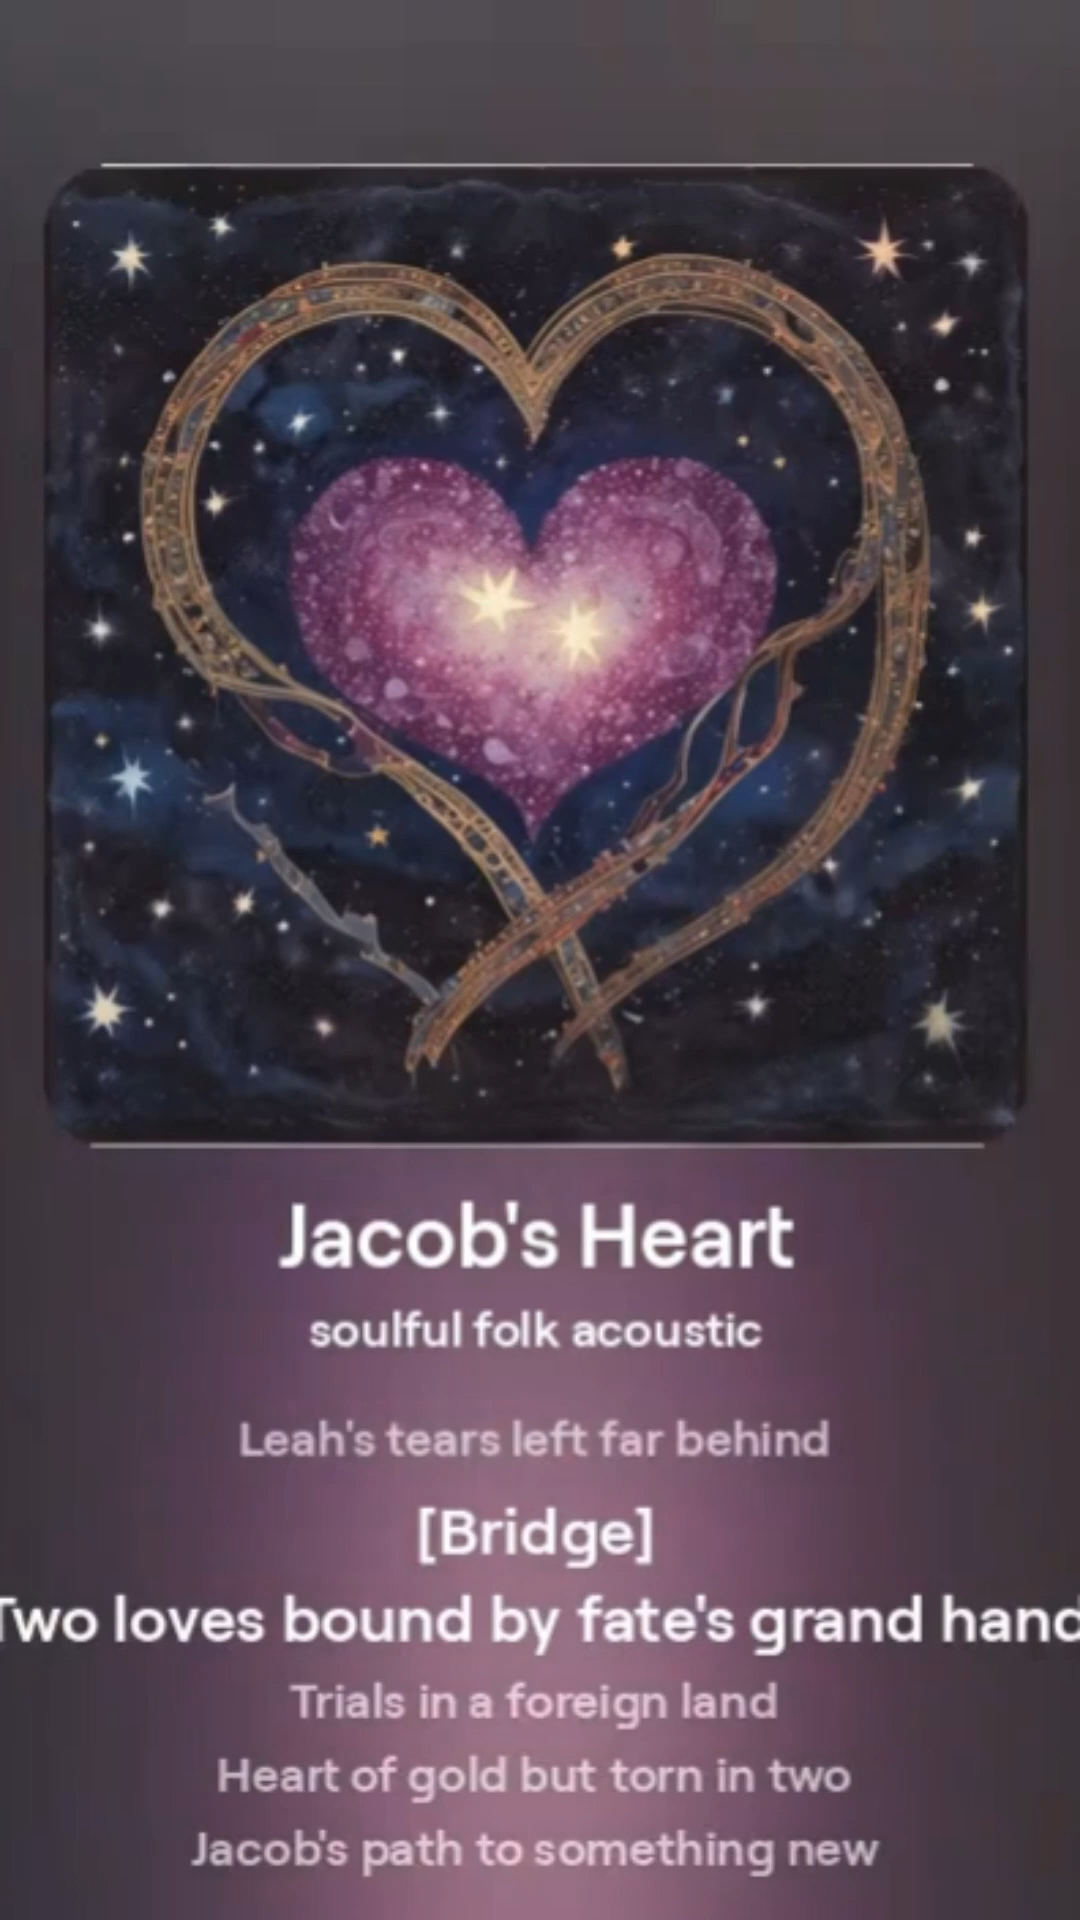 Jacob's Heart
soulful folk acoustic
Leah's tears left far behind
[Bridge]
Two loves bound by fate's grand hand
Trials in a foreign land
Heart of gold but torn in two
Jacob's path to something new